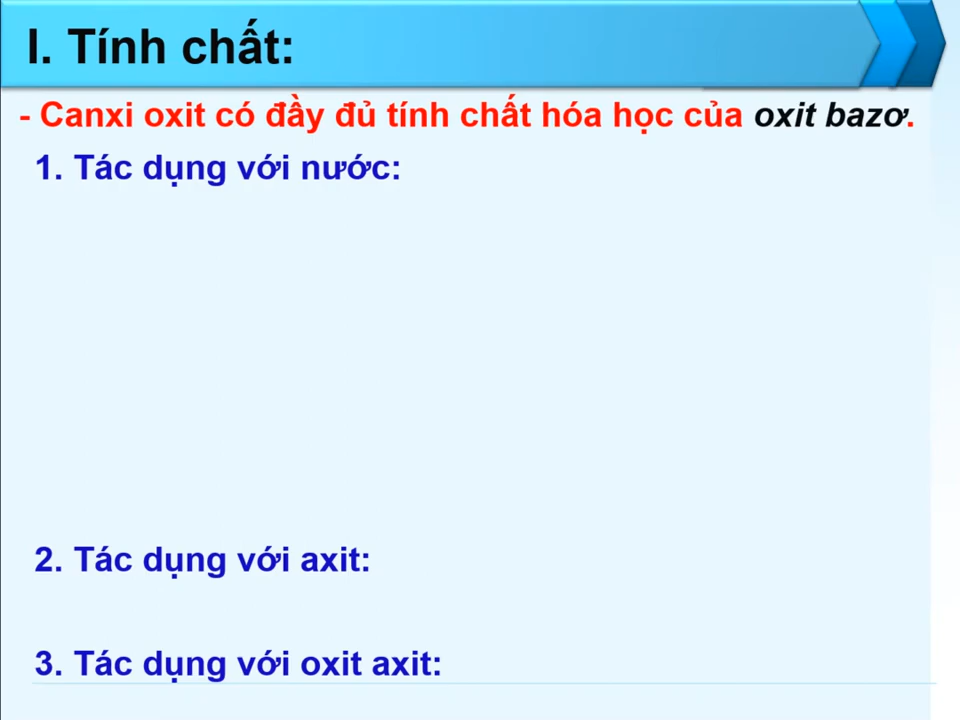 I. Tính chất:
- Canxi oxit có đầy đủ tính chất hóa học của oxit bazơ.
1. Tác dụng với nước:
2. Tác dụng với axit:
3. Tác dụng với oxit axit: